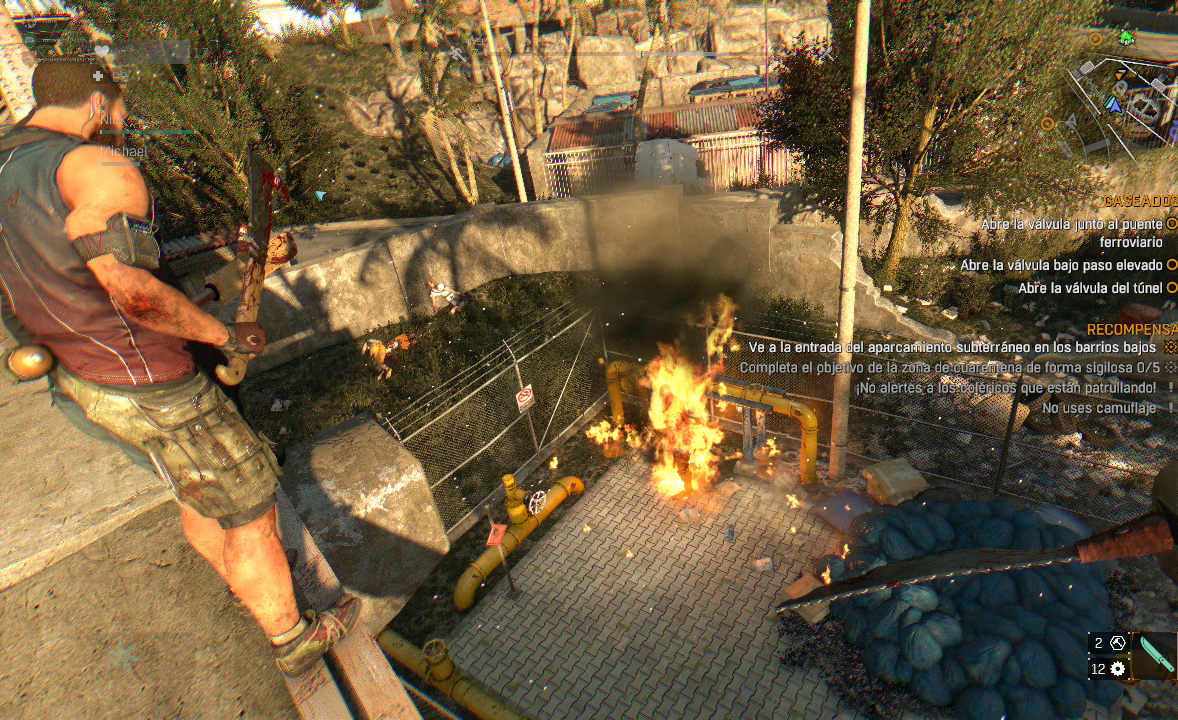 Nick
Michael
GASEADOS
Abre la válvula junto al puente
ferroviario
Abre la válvula bajo paso elevado
Abre la válvula del túnel
RECOMPENSA
Ve a la entrada del aparcamiento subterráneo en los barrios bajos
Completa el objetivo de la zona de cuarentena de forma sigilosa 0/5
¡No alertes a los coléricos que están patrullando!
No uses camuflaje
2
12